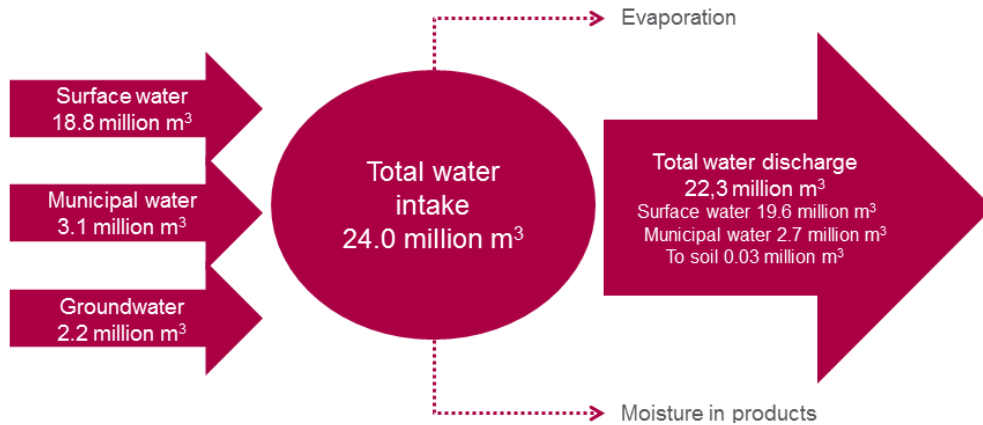 Evaporation
Surface water
18.8 million m³
Municipal water
3.1 million m³
Groundwater
2.2 million m³
Total water
intake
24.0 million m³
Total water discharge
22,3 million m³
Surface water 19.6 million m³
Municipal water 2.7 million m³
To soil 0.03 million m³
Moisture in products